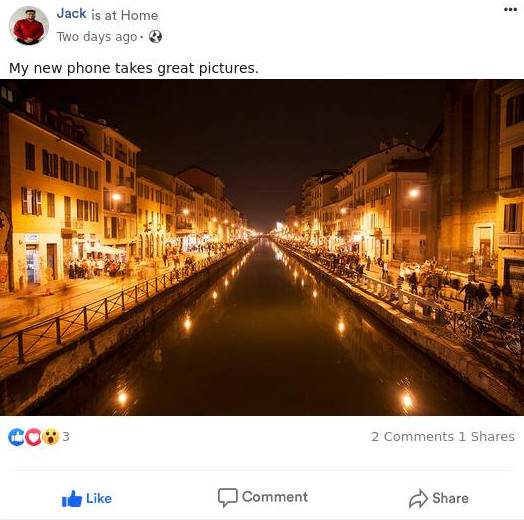 Jack is at Home
Two days ago ·
My new phone takes great pictures.
3
2 Comments 1 Shares
Like
Comment
Share